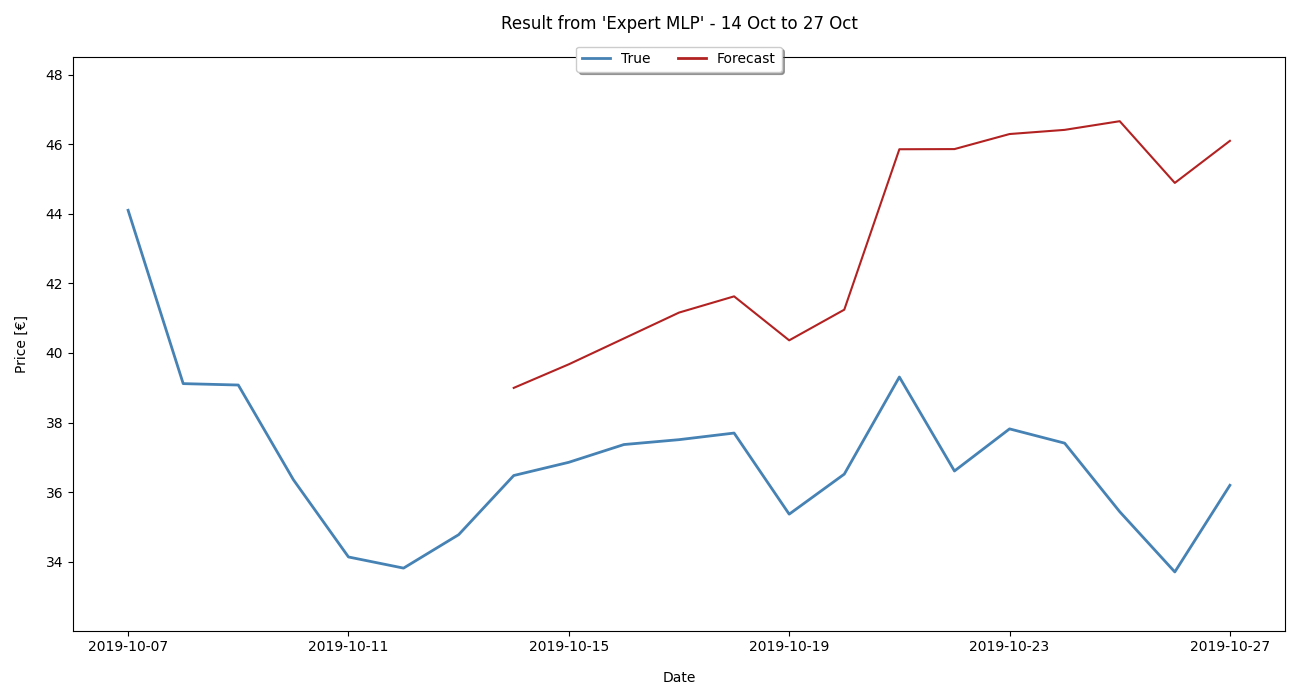 Result from 'Expert MLP' - 14 Oct to 27 Oct
True Forecast
48
46
44
42
40
38
36
34
Price [€]
2019-10-07 2019-10-11 2019-10-15 2019-10-19 2019-10-23 2019-10-27
Date